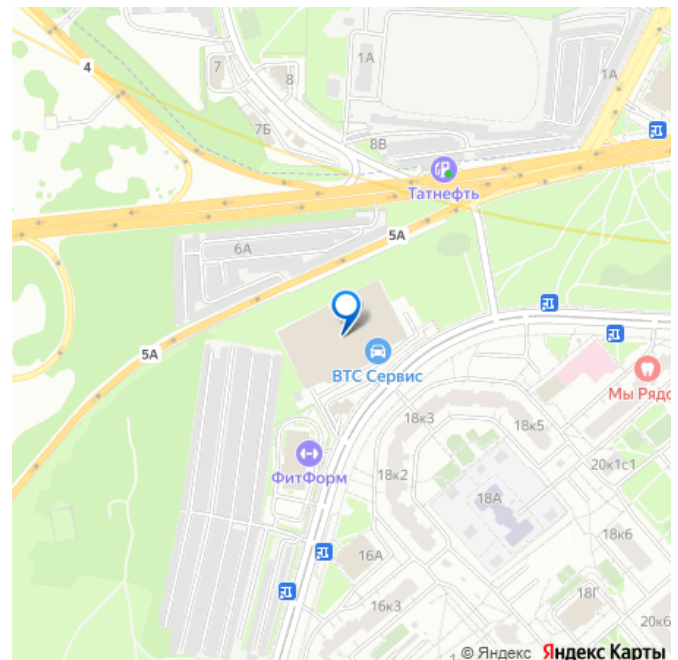 4
7
8
1А
1А
7Б
8В
Татнефть
6А
5А
5А
ВТС Сервис
Мы Рядо
18к3
18к5
ФитФорм
18к2
20к1с1
18А
18к6
16А
18Г
16к3
20к6
© Яндекс Яндекс Карты